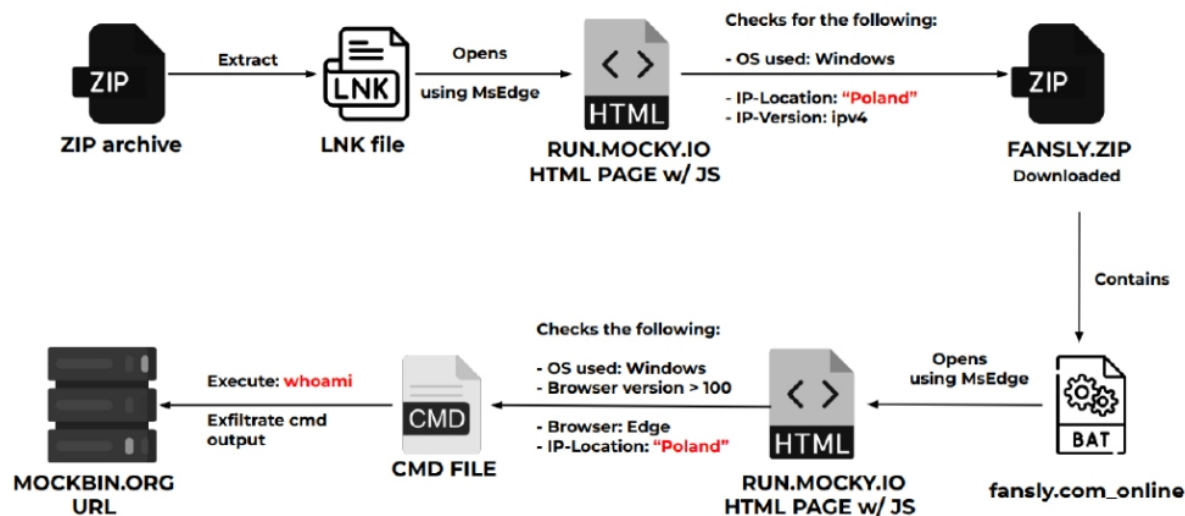 Checks for the following:
ZIP
Extract
LNK
Opens
using MsEdge
HTML
- OS used: Windows
- IP-Location: “Poland”
- IP-Version: ipv4
ZIP
ZIP archive
LNK file
RUN.MOCKY.IO
HTML PAGE w/ JS
FANSLY.ZIP
Downloaded
Contains
Checks the following:
Execute: whoami
Exfiltrate cmd
output
CMD
- OS used: Windows
- Browser version > 100
- Browser: Edge
- IP-Location: “Poland”
HTML
Opens
using MsEdge
BAT
MOCKBIN.ORG
URL
CMD FILE
RUN.MOCKY.IO
HTML PAGE w/ JS
fansly.com_online